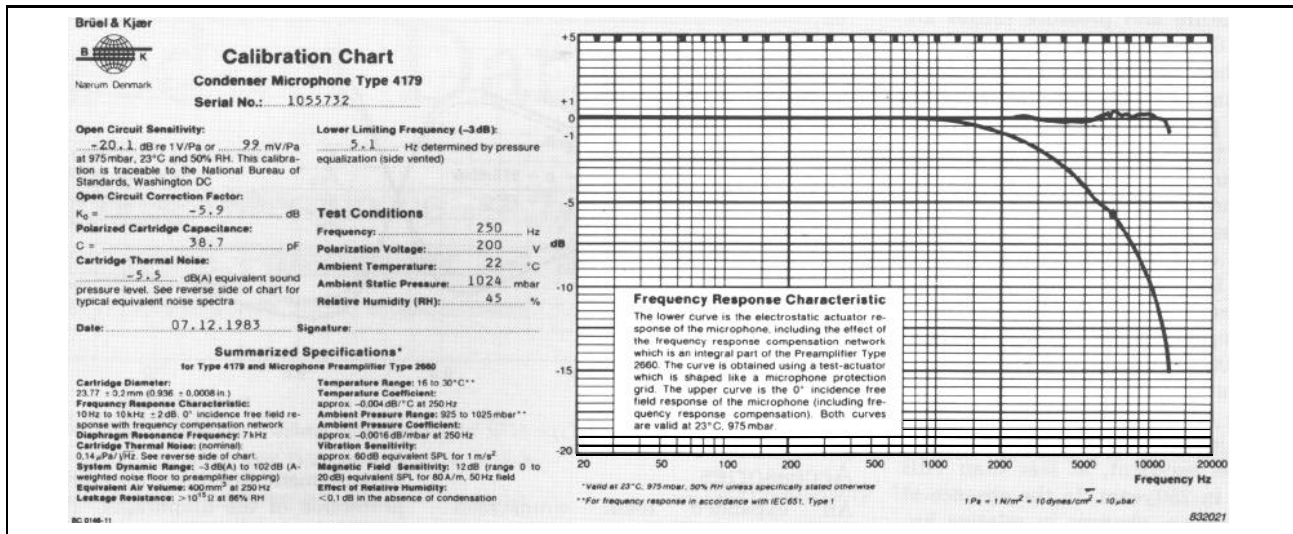 Brüel & Kjær
B K
Nærum Denmark
Calibration Chart
Condenser Microphone Type 4179
Serial No.: 1055732
Open Circuit Sensitivity:
-20.1 dB re 1 V/Pa or 99 mV/Pa
at 975 mbar, 23°C and 50% RH. This calibra-
tion is traceable to the National Bureau of
Standards, Washington DC
Open Circuit Correction Factor:
K₀ = -5.9 dB
Polarized Cartridge Capacitance:
C = 38.7 pF
Cartridge Thermal Noise:
-5.5 dB(A) equivalent sound
pressure level. See reverse side of chart for
typical equivalent noise spectra
Lower Limiting Frequency (-3dB):
5.1 Hz determined by pressure
equalization (side vented)
Test Conditions
Frequency: 250 Hz
Polarization Voltage: 200 V
Ambient Temperature: 22 °C
Ambient Static Pressure: 1024 mbar
Relative Humidity (RH): 45 %
Date: 07.12.1983 Signature:
Summarized Specifications*
for Type 4179 and Microphone Preamplifier Type 2660
Cartridge Diameter:
23.77 ± 0,2 mm (0.936 ± 0,0008 in.)
Frequency Response Characteristic:
10 Hz to 10 kHz ± 2 dB. 0° incidence free field re-
sponse with frequency compensation network
Diaphragm Resonance Frequency: 7 kHz
Cartridge Thermal Noise: (nominal):
0,14 µPa/√Hz. See reverse side of chart.
System Dynamic Range: -3 dB(A) to 102 dB (A-
weighted noise floor to preamplifier clipping)
Equivalent Air Volume: 400 mm³ at 250 Hz
Leakage Resistance: > 10¹⁵ Ω at 86% RH
Temperature Range: 16 to 30°C**
Temperature Coefficient:
approx. -0,004 dB/°C at 250 Hz
Ambient Pressure Range: 925 to 1025 mbar**
Ambient Pressure Coefficient:
approx. -0,0016 dB/mbar at 250 Hz
Vibration Sensitivity:
approx. 60 dB equivalent SPL for 1 m/s²
Magnetic Field Sensitivity: 12 dB (range 0 to
20 dB) equivalent SPL for 80 A/m, 50 Hz field
Effect of Relative Humidity:
< 0.1 dB in the absence of condensation
BC 0146-11
+5
+1
0
-1
-5
dB
-10
-15
-20
Frequency Response Characteristic
The lower curve is the electrostatic actuator re-
sponse of the microphone, including the effect of
the frequency response compensation network
which is an integral part of the Preamplifier Type
2660. The curve is obtained using a test-actuator
which is shaped like a microphone protection
grid. The upper curve is the 0° incidence free
field response of the microphone (including fre-
quency response compensation). Both curves
are valid at 23°C, 975 mbar.
20 50 100 200 500 1000 2000 5000 10000 20000
Frequency Hz
*Valid at 23°C, 975 mbar, 50% RH unless specifically stated otherwise
**For frequency response in accordance with IEC 651, Type 1
1 Pa = 1 N/m² = 10 dynes/cm² = 10 µbar
832021